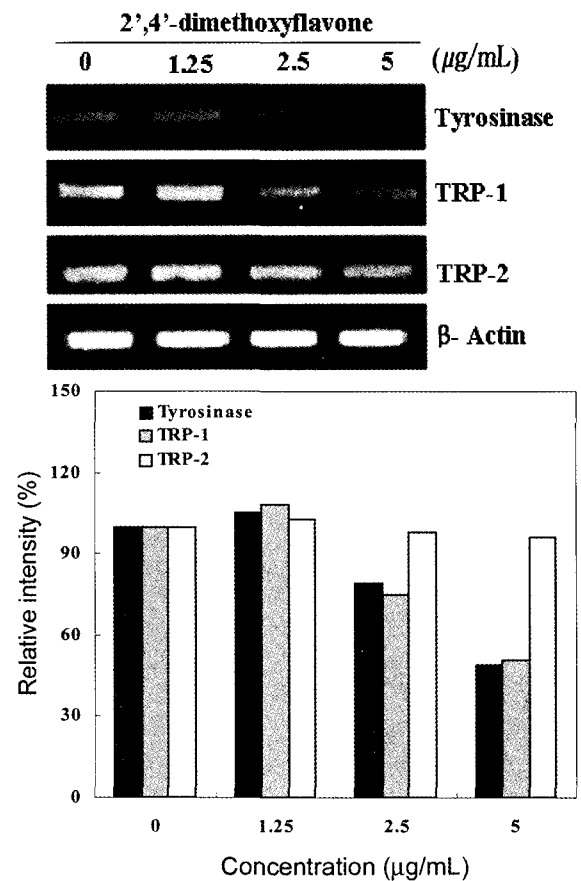 2',4'-dimethoxyflavone
0 1.25 2.5 5 (μg/mL)
Tyrosinase
TRP-1
TRP-2
β- Actin
150
120
90
60
30
0
Relative intensity (%)
Tyrosinase
TRP-1
TRP-2
0 1.25 2.5 5
Concentration (μg/mL)